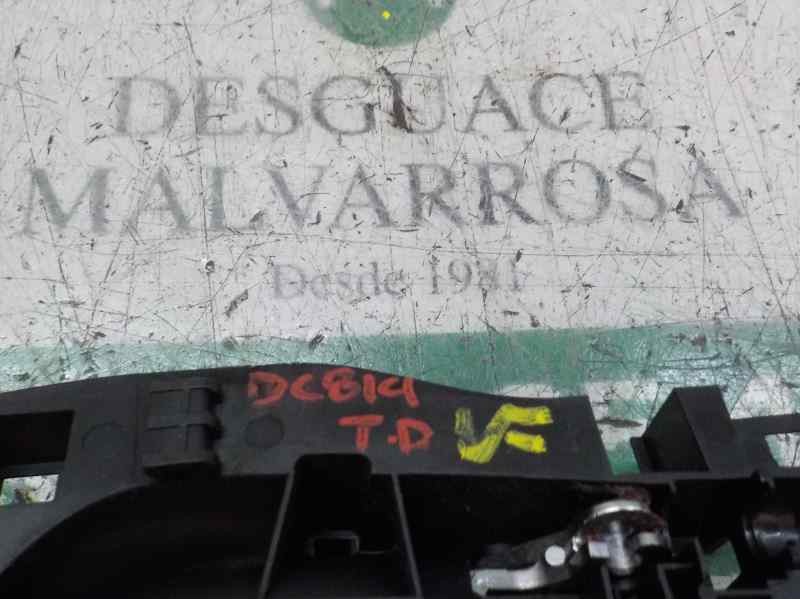 DESGUACE
MALVARROSA
Desde 1981
DC814
T.D